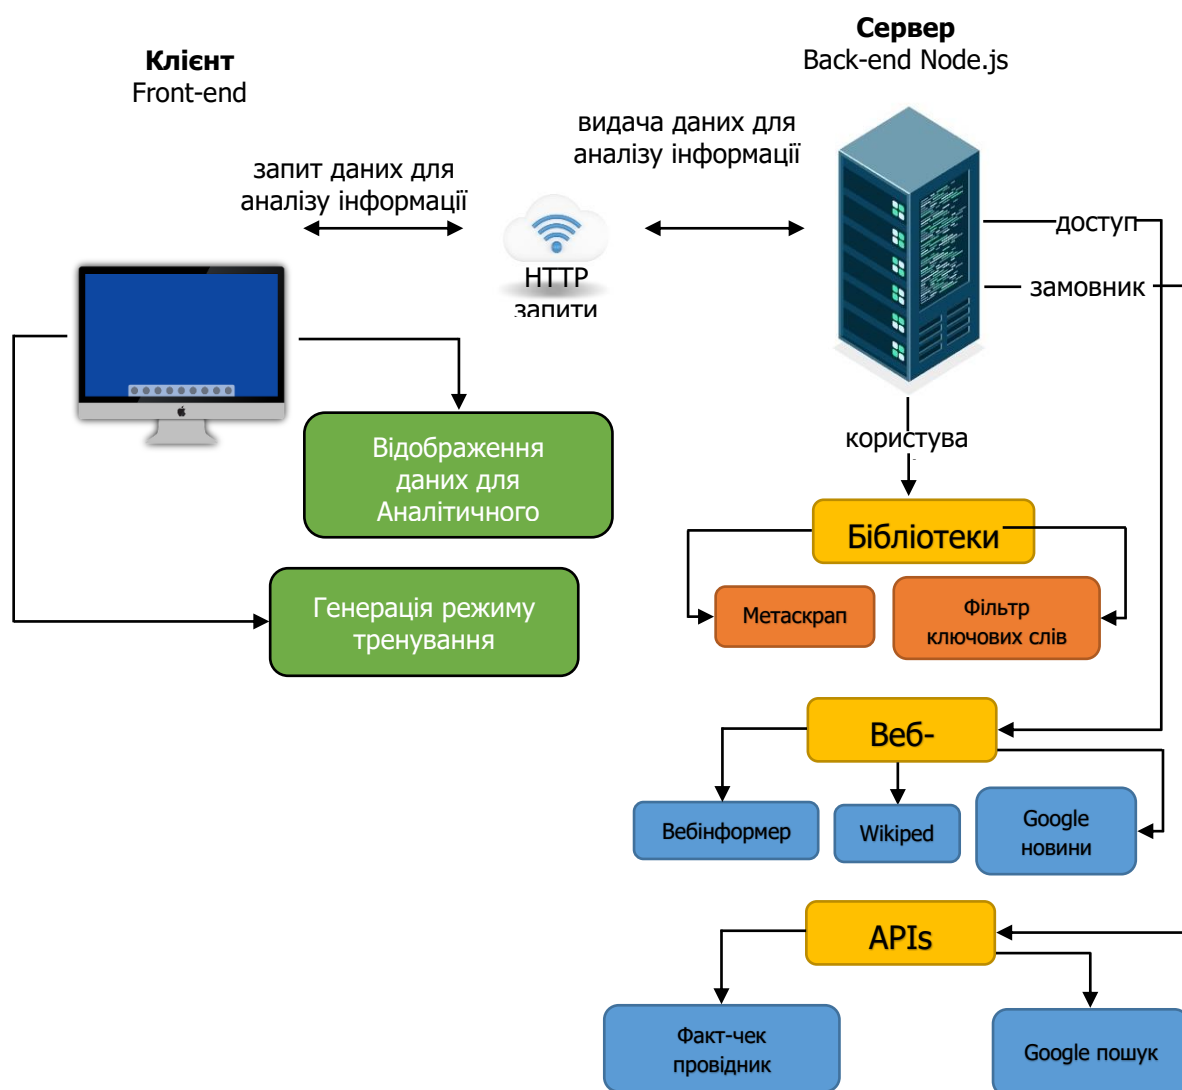 Сервер
Back-end Node.js
Клієнт
Front-end
видача даних для
аналізу інформації
запит даних для
аналізу інформації
HTTP
запити
доступ
замовник
користува
Відображення
даних для
Аналітичного
Генерація режиму
тренування
Бібліотеки
Метаскрап
Фільтр
ключових слів
Веб-
Вебінформер
Wikiped
Google
новини
APIs
Факт-чек
провідник
Google пошук